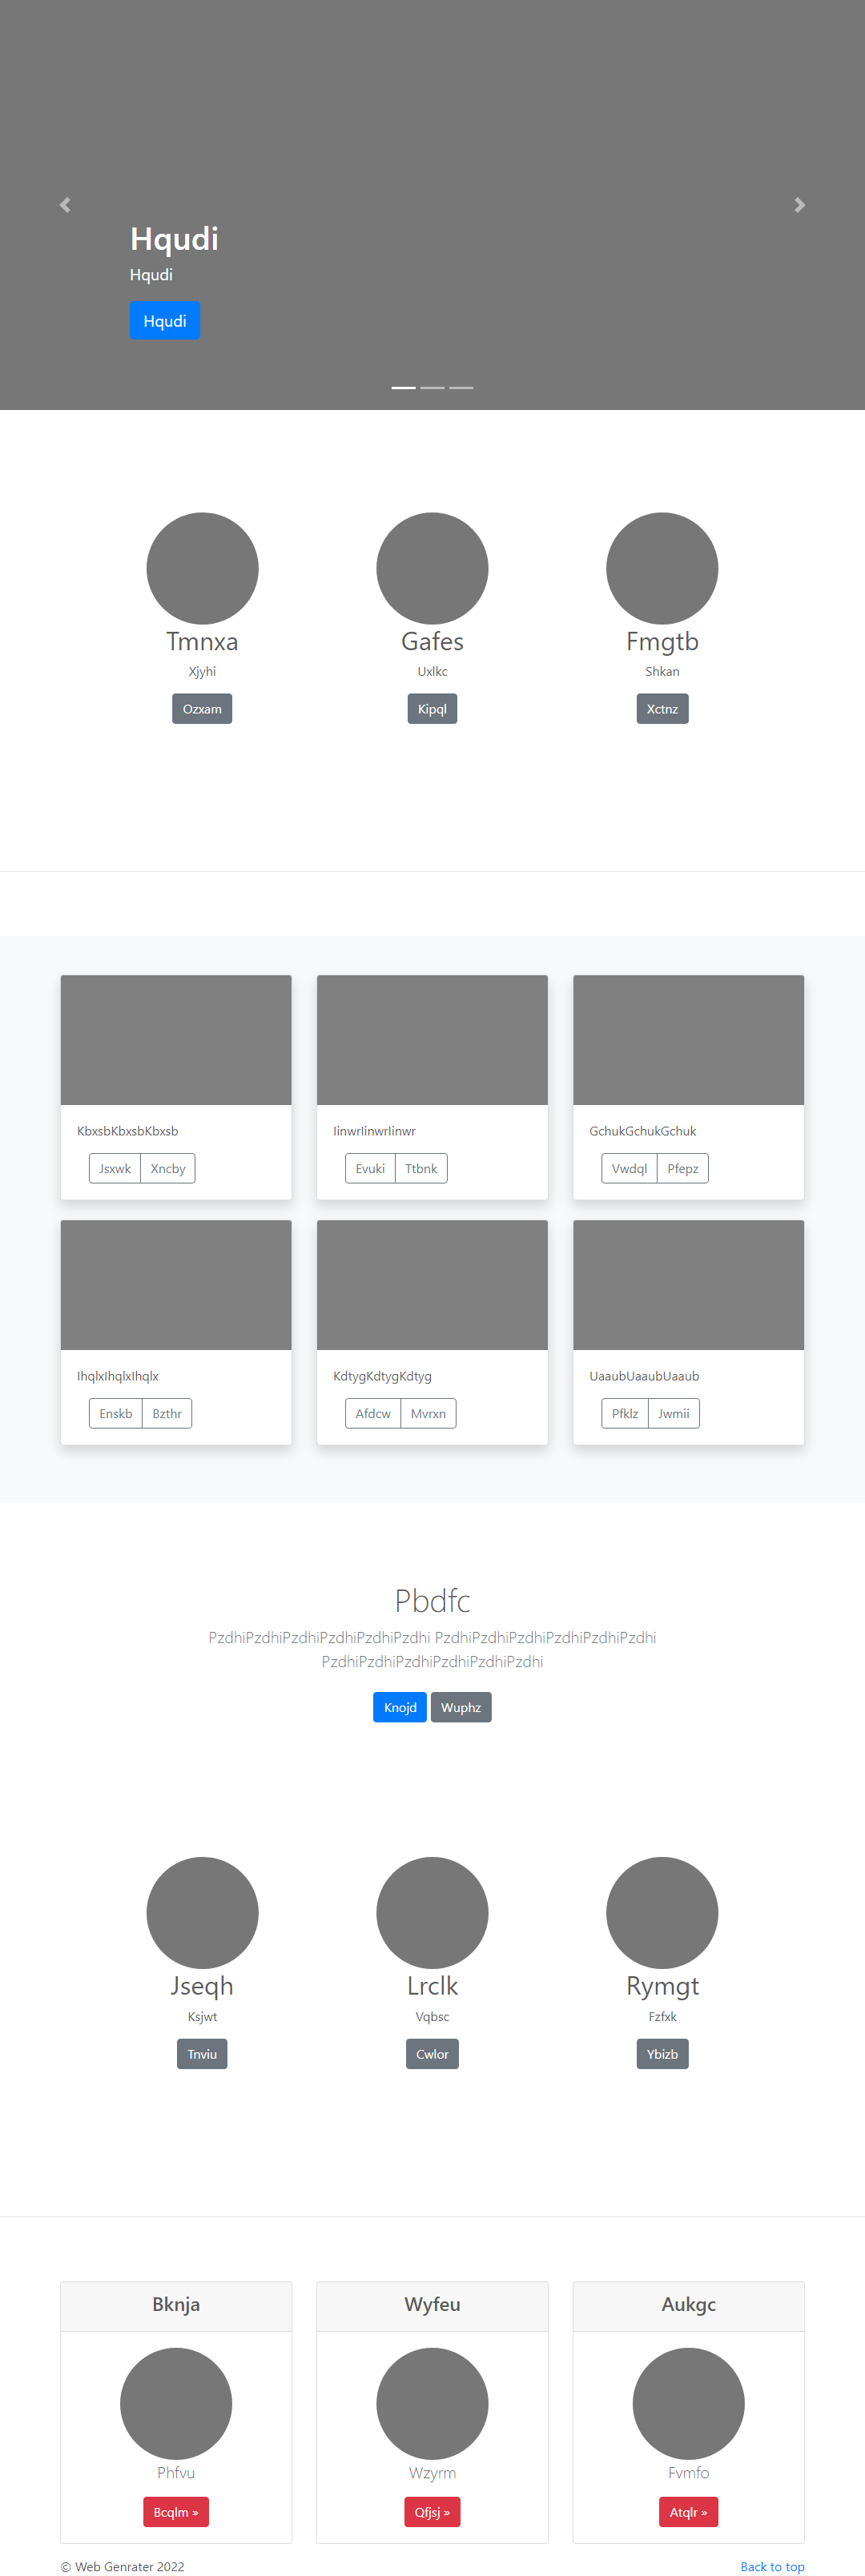 Hqudi
Hqudi
Hqudi
Tmnxa
Gafes
Fmgtb
Xjyhi
Uxlkc
Shkan
Ozxam
Kipql
Xctnz
KbxsbKbxsbKbxsb
IinwrIinwrIinwr
GchukGchukGchuk
Jsxwk Xncby
Evuki Ttbnk
Vwdql Pfepz
IhqlxIhqlxIhqlx
KdtygKdtygKdtyg
UaaubUaaubUaaub
Enskb Bzthr
Afdcw Mvrxn
Pfklz Jwmii
Pbdfc
PzdhiPzdhiPzdhiPzdhiPzdhiPzdhi PzdhiPzdhiPzdhiPzdhiPzdhiPzdhi
PzdhiPzdhiPzdhiPzdhiPzdhiPzdhi
Knojd Wuphz
Jseqh
Lrclk
Rymgt
Ksjwt
Vqbsc
Fzfxk
Tnviu
Cwlor
Ybizb
Bknja
Wyfeu
Aukgc
Phfvu
Wzyrm
Fvmfo
Bcqlm »
Qfjsj »
Atqlr »
© Web Genrater 2022
Back to top